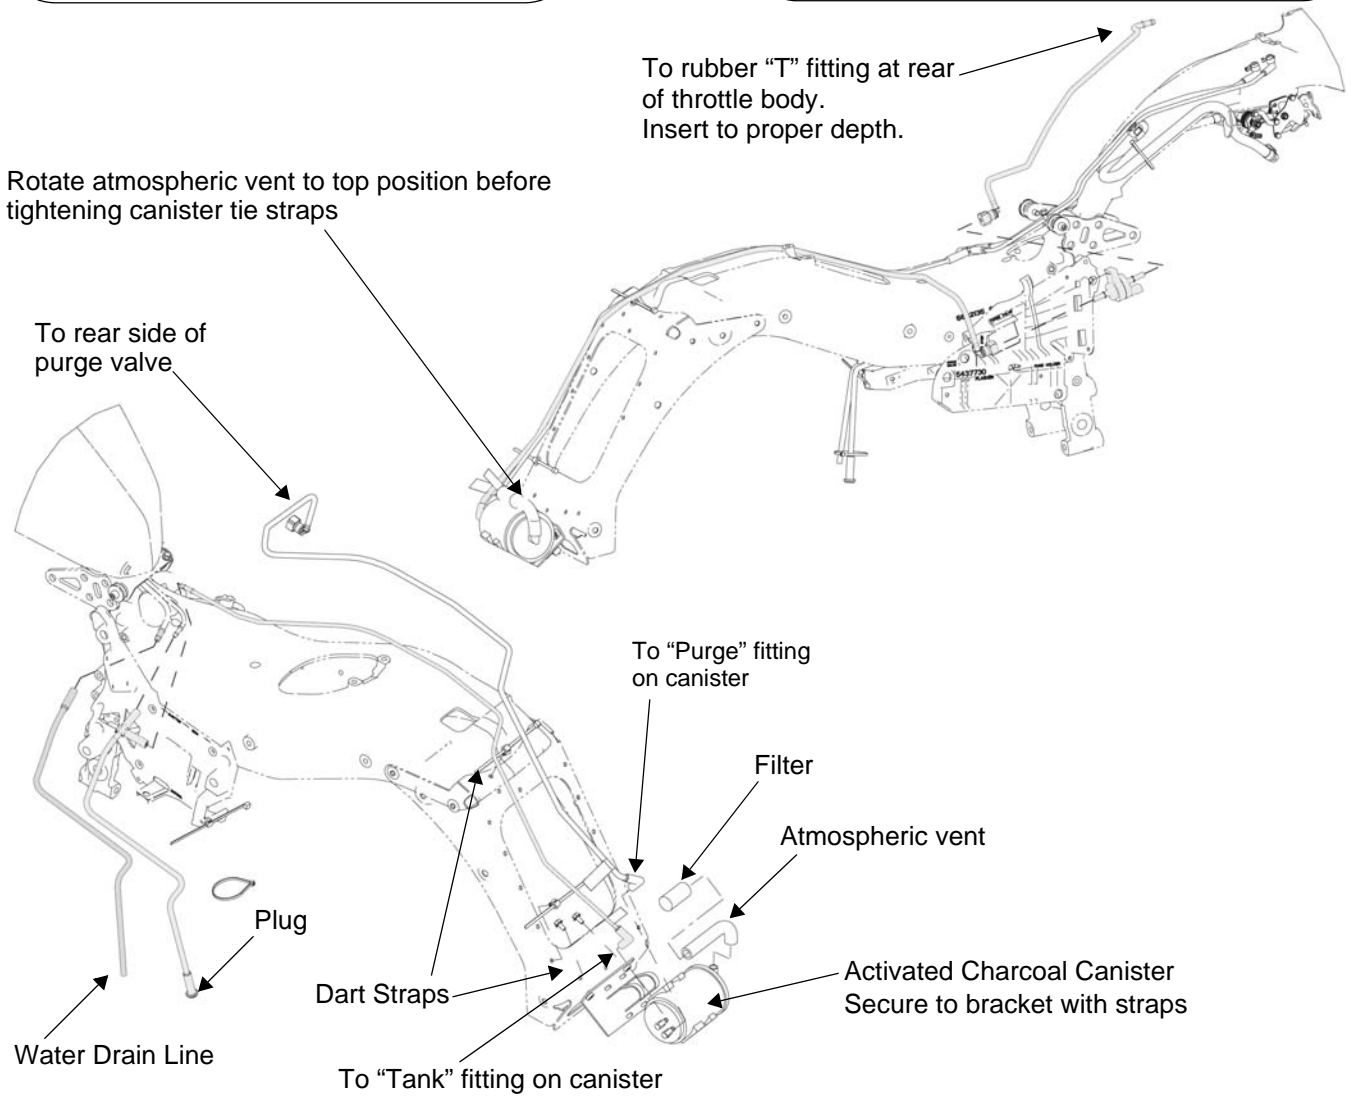 To rubber “T” fitting at rear
of throttle body.
Insert to proper depth.
Rotate atmospheric vent to top position before
tightening canister tie straps
To rear side of
purge valve
5437730
To “Purge” fitting
on canister
Filter
Atmospheric vent
Plug
Dart Straps
Activated Charcoal Canister
Secure to bracket with straps
Water Drain Line
To “Tank” fitting on canister